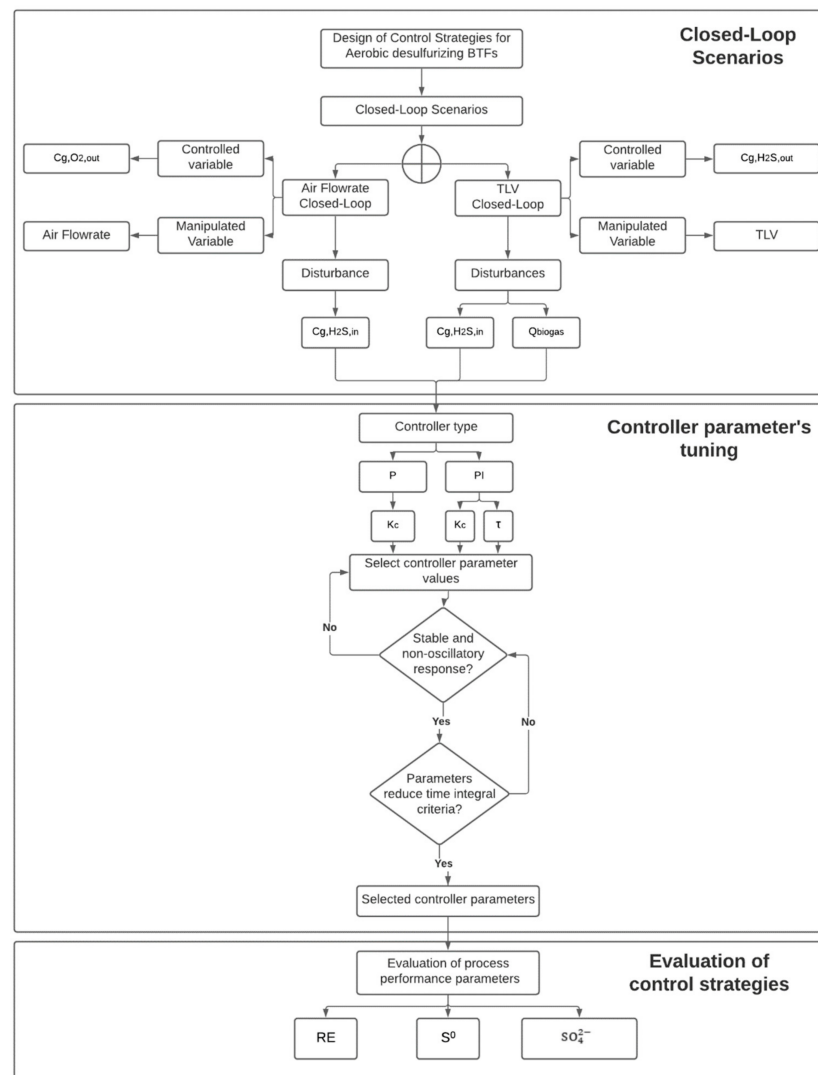 Closed-Loop
Scenarios
Design of Control Strategies for
Aerobic desulfurizing BTFs
Closed-Loop Scenarios
Cg,O2,out
Controlled
variable
Air Flowrate
Closed-Loop
TLV
Closed-Loop
Controlled
variable
Cg,H2S,out
Air Flowrate
Manipulated
Variable
Manipulated
Variable
TLV
Disturbance
Disturbances
Cg,H2S,in
Cg,H2S,in
Qbiogas
Controller parameter's
tuning
Controller type
P
PI
Kc
Kc
τ
Select controller parameter
values
No
Stable and
non-oscillatory
response?
Yes
No
Parameters
reduce time integral
criteria?
Yes
Selected controller parameters
Evaluation of
control strategies
Evaluation of process
performance parameters
RE
S⁰
SO₄²⁻